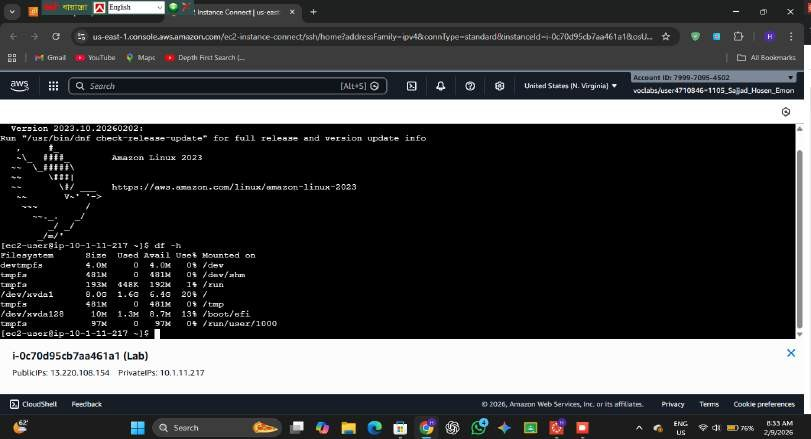 শায়ান্নো
English
Instance Connect | us-east-
us-east-1.console.aws.amazon.com/ec2-instance-connect/ssh/home?addressFamily=ipv4&connType=standard&instanceId=i-0c70d95cb7aa461a1&osU...
Gmail YouTube Maps Depth First Search (... All Bookmarks
aws Search [Alt+S] United States (N. Virginia) Account ID: 7999-7095-4502
voclabs/user4710846=1105_Sajjad_Hosen_Emon
Version 2023.10.20260202:
Run "/usr/bin/dnf check-release-update" for full release and version update info
   ,     #_
   ~\_  ####_        Amazon Linux 2023
  ~~  \_#####\
  ~~     \###|
  ~~       \#/ ___   https://aws.amazon.com/linux/amazon-linux-2023
   ~~       V~' '->
    ~~~         /
      ~~._.   _/
         _/ _/
       _/m/'
[ec2-user@ip-10-1-11-217 ~]$ df -h
Filesystem      Size  Used Avail Use% Mounted on
devtmpfs        4.0M     0  4.0M   0% /dev
tmpfs           481M     0  481M   0% /dev/shm
tmpfs           193M  448K  192M   1% /run
/dev/xvda1      8.0G  1.6G  6.4G  20% /
tmpfs           481M     0  481M   0% /tmp
/dev/xvda128     10M  1.3M  8.7M  13% /boot/efi
tmpfs            97M     0   97M   0% /run/user/1000
[ec2-user@ip-10-1-11-217 ~]$
i-0c70d95cb7aa461a1 (Lab)
PublicIPs: 13.220.108.154 PrivateIPs: 10.1.11.217
CloudShell Feedback © 2026, Amazon Web Services, Inc. or its affiliates. Privacy Terms Cookie preferences
62° Search ENG 76% 8:33 AM
US 2/9/2026